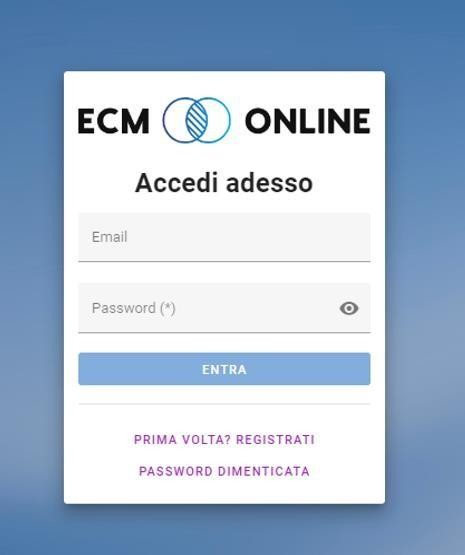 ECM ONLINE
Accedi adesso
Email
Password (*)
ENTRA
PRIMA VOLTA? REGISTRATI
PASSWORD DIMENTICATA